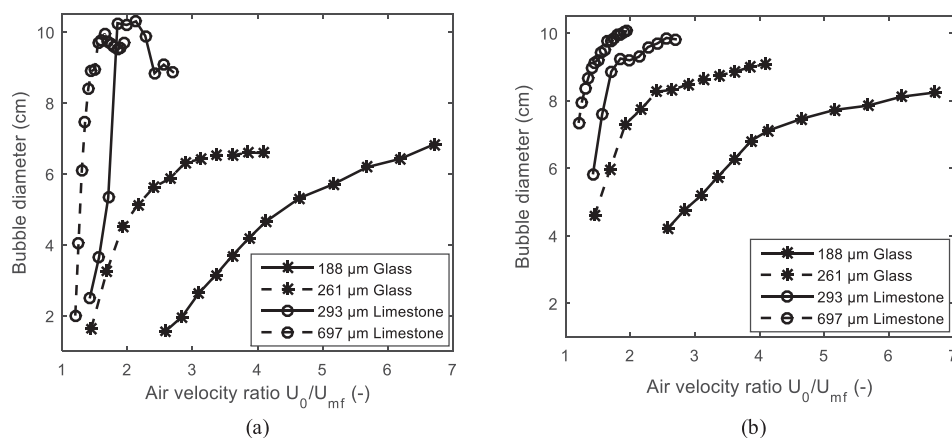 10
8
6
4
2
Bubble diameter (cm)
188 µm Glass
261 µm Glass
293 µm Limestone
697 µm Limestone
1 2 3 4 5 6 7
Air velocity ratio U0/Umf (-)
(a)
10
8
6
4
2
Bubble diameter (cm)
188 µm Glass
261 µm Glass
293 µm Limestone
697 µm Limestone
1 2 3 4 5 6 7
Air velocity ratio U0/Umf (-)
(b)